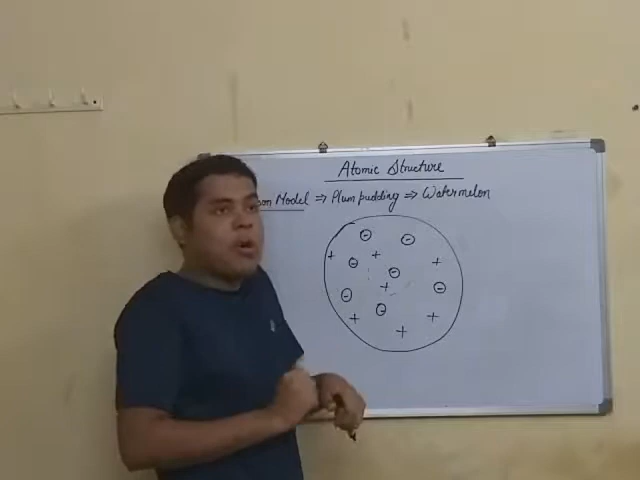 Atomic Structure
Model ⇒ Plum pudding ⇒ Watermelon
- -
+ + - +
-
+ -
- -
+ + +